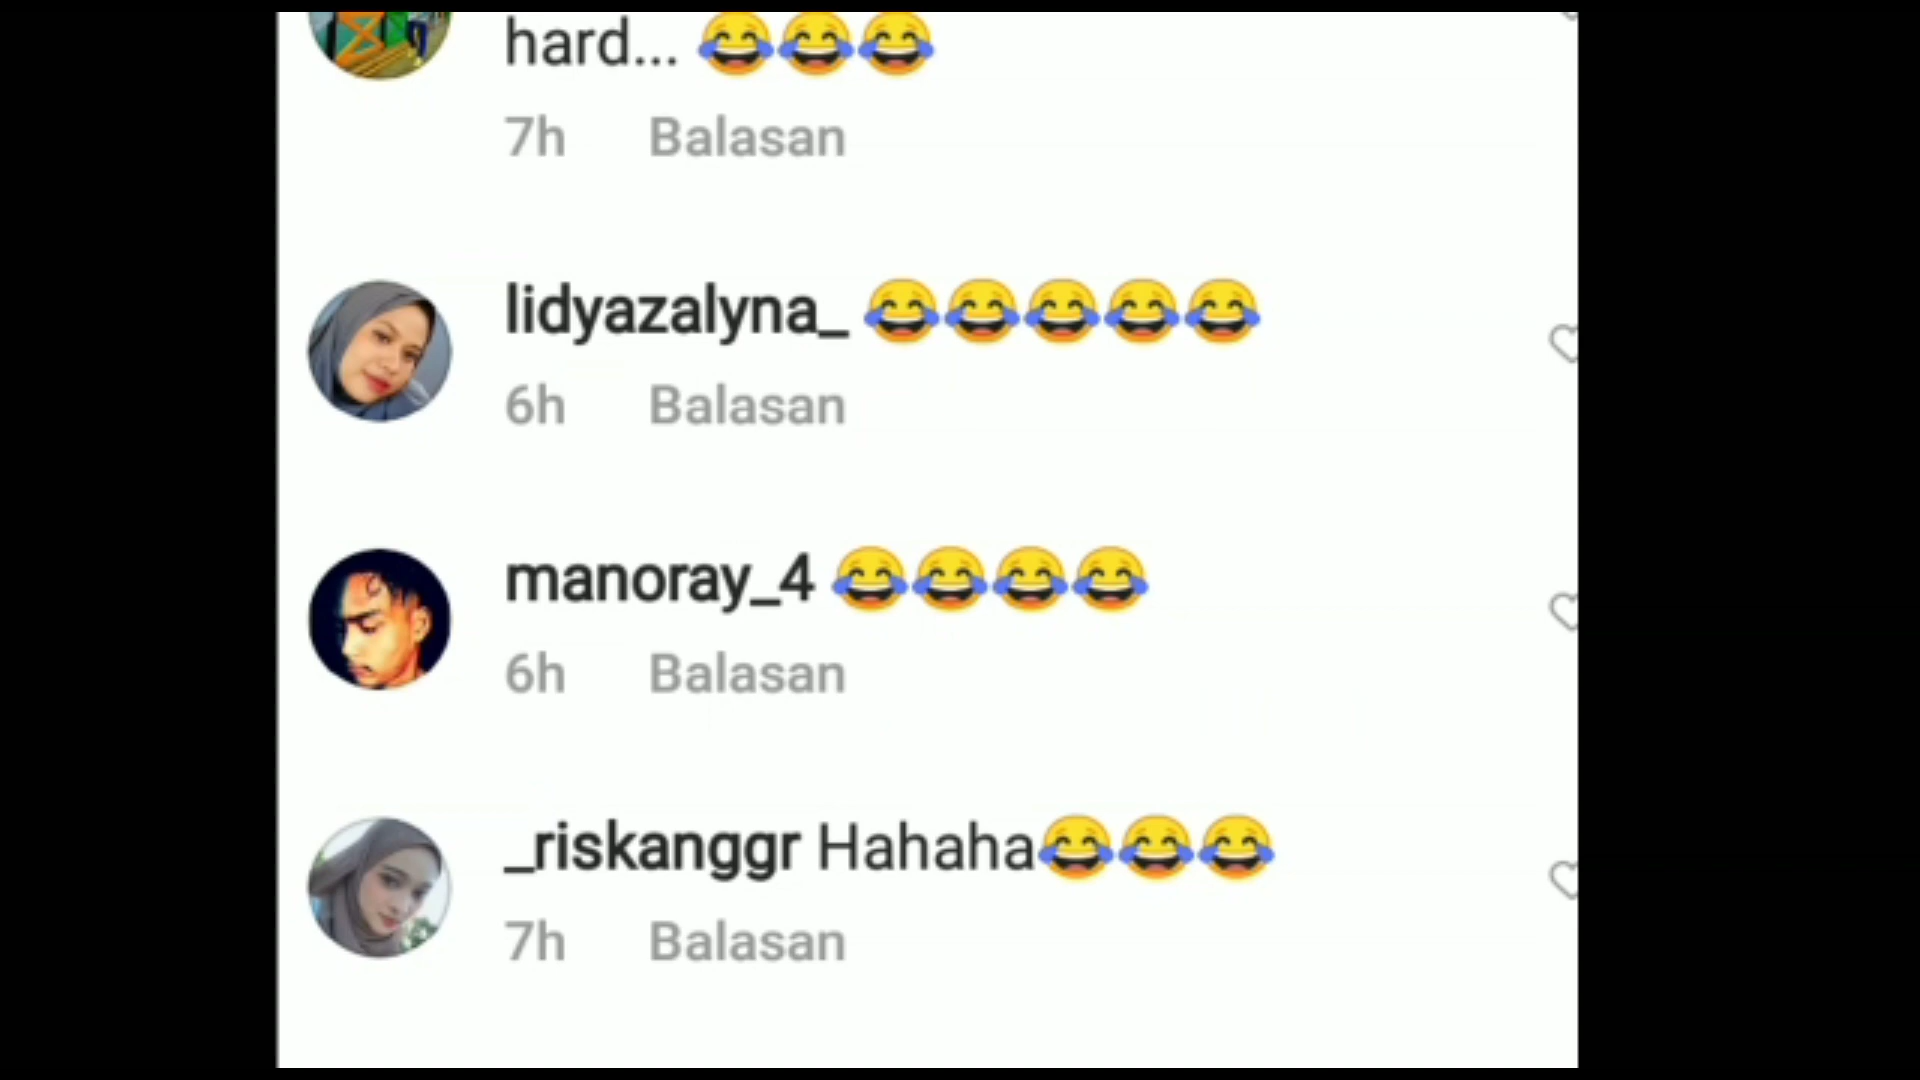 hard... 😂😂😂
7h Balasan
lidyazalyna_ 😂😂😂😂😂
6h Balasan
manoray_4 😂😂😂😂
6h Balasan
_riskanggr Hahaha😂😂😂
7h Balasan